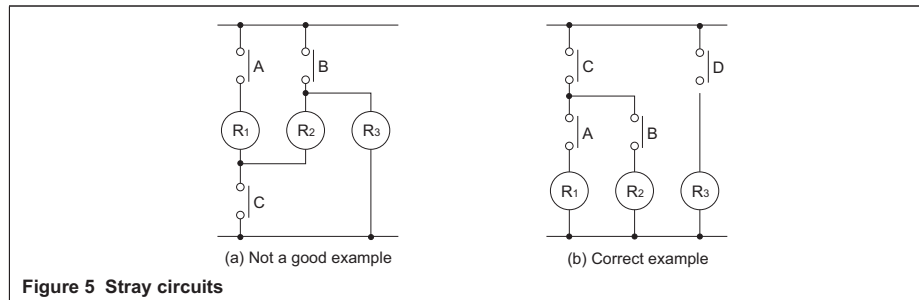 A
B
C
D
R1
R2
R3
A
B
C
R1
R2
R3
(a) Not a good example
(b) Correct example
Figure 5 Stray circuits